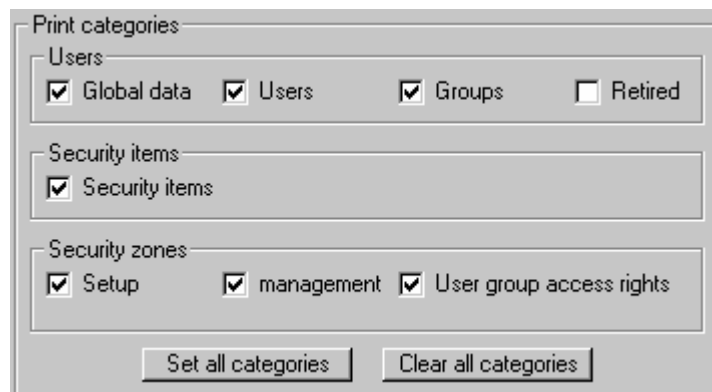 Print categories
Users
Global data Users Groups Retired
Security items
Security items
Security zones
Setup management User group access rights
Set all categories Clear all categories